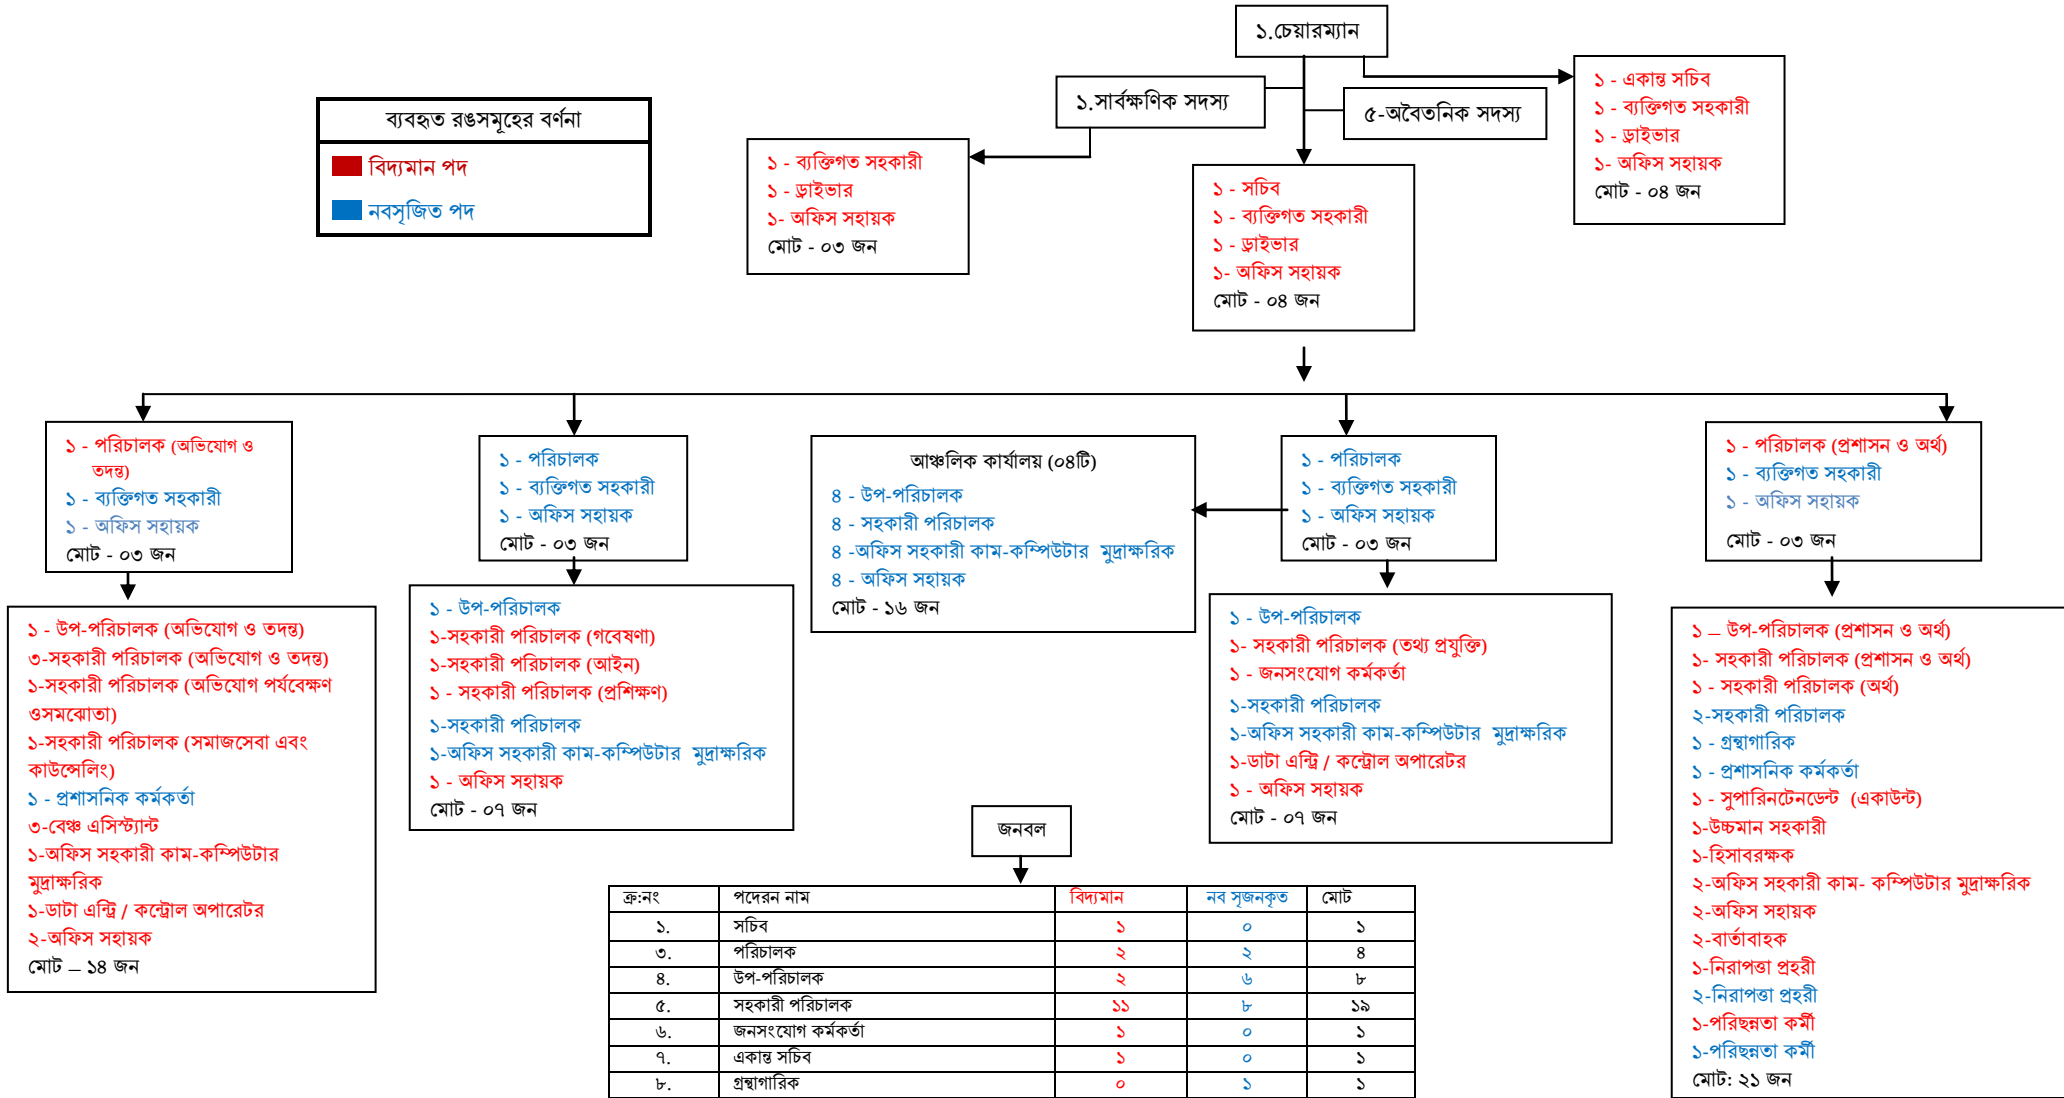 ১.চেয়ারম্যান
১.সার্বক্ষণিক সদস্য
৫-অবৈতনিক সদস্য
১ - একান্ত সচিব
১ - ব্যক্তিগত সহকারী
১ - ড্রাইভার
১- অফিস সহায়ক
মোট - ০৪ জন
ব্যবহৃত রঙসমূহের বর্ণনা
বিদ্যমান পদ
নবসৃজিত পদ
১ - ব্যক্তিগত সহকারী
১ - ড্রাইভার
১- অফিস সহায়ক
মোট - ০৩ জন
১ - সচিব
১ - ব্যক্তিগত সহকারী
১ - ড্রাইভার
১- অফিস সহায়ক
মোট - ০৪ জন
১ - পরিচালক (অভিযোগ ও
তদন্ত)
১ - ব্যক্তিগত সহকারী
১ - অফিস সহায়ক
মোট - ০৩ জন
১ - পরিচালক
১ - ব্যক্তিগত সহকারী
১ - অফিস সহায়ক
মোট - ০৩ জন
আঞ্চলিক কার্যালয় (০৪টি)
৪ - উপ-পরিচালক
৪ - সহকারী পরিচালক
৪ -অফিস সহকারী কাম-কম্পিউটার মুদ্রাক্ষরিক
৪ - অফিস সহায়ক
মোট - ১৬ জন
১ - পরিচালক
১ - ব্যক্তিগত সহকারী
১ - অফিস সহায়ক
মোট - ০৩ জন
১ - পরিচালক (প্রশাসন ও অর্থ)
১ - ব্যক্তিগত সহকারী
১ - অফিস সহায়ক
মোট - ০৩ জন
১ - উপ-পরিচালক (অভিযোগ ও তদন্ত)
৩-সহকারী পরিচালক (অভিযোগ ও তদন্ত)
১-সহকারী পরিচালক (অভিযোগ পর্যবেক্ষণ
ওসমঝোতা)
১-সহকারী পরিচালক (সমাজসেবা এবং
কাউন্সেলিং)
১ - প্রশাসনিক কর্মকর্তা
৩-বেঞ্চ এসিস্ট্যান্ট
১-অফিস সহকারী কাম-কম্পিউটার
মুদ্রাক্ষরিক
১-ডাটা এন্ট্রি / কন্ট্রোল অপারেটর
২-অফিস সহায়ক
মোট – ১৪ জন
১ - উপ-পরিচালক
১-সহকারী পরিচালক (গবেষণা)
১-সহকারী পরিচালক (আইন)
১ - সহকারী পরিচালক (প্রশিক্ষণ)
১-সহকারী পরিচালক
১-অফিস সহকারী কাম-কম্পিউটার মুদ্রাক্ষরিক
১ - অফিস সহায়ক
মোট - ০৭ জন
১ - উপ-পরিচালক
১- সহকারী পরিচালক (তথ্য প্রযুক্তি)
১ - জনসংযোগ কর্মকর্তা
১-সহকারী পরিচালক
১-অফিস সহকারী কাম-কম্পিউটার মুদ্রাক্ষরিক
১-ডাটা এন্ট্রি / কন্ট্রোল অপারেটর
১ - অফিস সহায়ক
মোট - ০৭ জন
১ – উপ-পরিচালক (প্রশাসন ও অর্থ)
১- সহকারী পরিচালক (প্রশাসন ও অর্থ)
১ - সহকারী পরিচালক (অর্থ)
২-সহকারী পরিচালক
১ - গ্রন্থাগারিক
১ - প্রশাসনিক কর্মকর্তা
১ - সুপারিনটেনডেন্ট (একাউন্ট)
১-উচ্চমান সহকারী
১-হিসাবরক্ষক
২-অফিস সহকারী কাম- কম্পিউটার মুদ্রাক্ষরিক
২-অফিস সহায়ক
২-বার্তাবাহক
১-নিরাপত্তা প্রহরী
২-নিরাপত্তা প্রহরী
১-পরিছন্নতা কর্মী
১-পরিছন্নতা কর্মী
মোট: ২১ জন
জনবল
ক্র:নং পদেরন নাম বিদ্যমান নব সৃজনকৃত মোট
১. সচিব ১ ০ ১
৩. পরিচালক ২ ২ ৪
৪. উপ-পরিচালক ২ ৬ ৮
৫. সহকারী পরিচালক ১১ ৮ ১৯
৬. জনসংযোগ কর্মকর্তা ১ ০ ১
৭. একান্ত সচিব ১ ০ ১
৮. গ্রন্থাগারিক ০ ১ ১